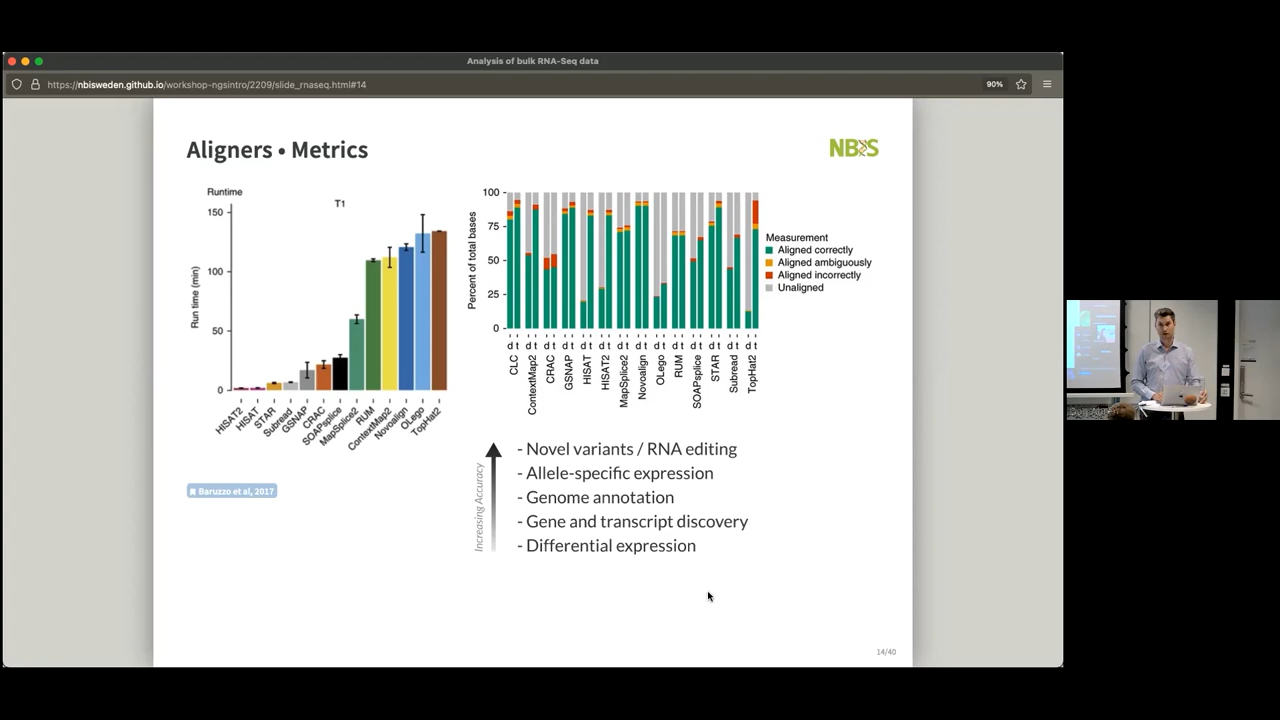 Analysis of bulk RNA-Seq data
https://nbisweden.github.io/workshop-ngsintro/2209/slide_rnaseq.html#14
90%
Aligners • Metrics
NBIS
Runtime
T1
150
100
50
0
Run time (min)
HISAT2
HISAT
STAR
Subread
GSNAP
CRAC
SOAPsplice
MapSplice2
RUM
ContextMap2
Novoalign
OLego
TopHat2
100
75
50
25
0
Percent of total bases
d t d t d t d t d t d t d t d t d t d t d t d t d t d t
CLC
ContextMap2
CRAC
GSNAP
HISAT
HISAT2
MapSplice2
Novoalign
OLego
RUM
SOAPsplice
STAR
Subread
TopHat2
Measurement
Aligned correctly
Aligned ambiguously
Aligned incorrectly
Unaligned
Baruzzo et al, 2017
Increasing Accuracy
- Novel variants / RNA editing
- Allele-specific expression
- Genome annotation
- Gene and transcript discovery
- Differential expression
14/40